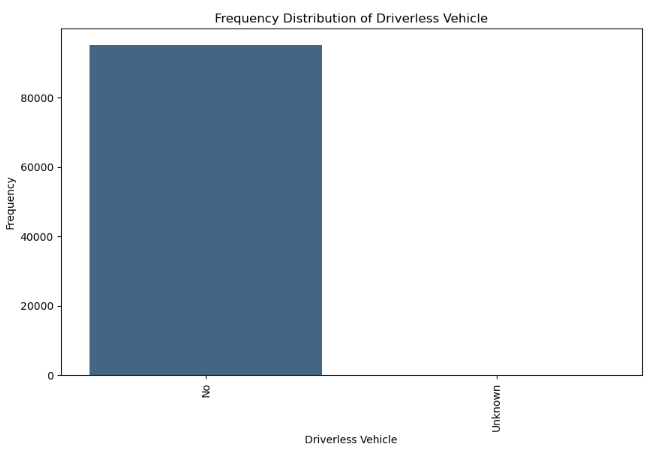 Frequency Distribution of Driverless Vehicle
80000
60000
40000
20000
0
Frequency
No
Unknown
Driverless Vehicle